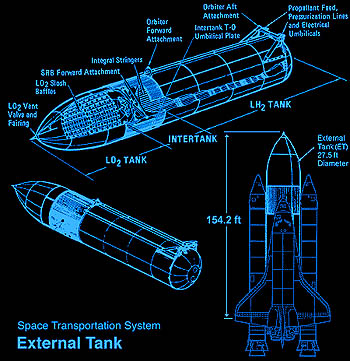 Propellant Feed,
Pressurization Lines
and Electrical
Umbilicals
Orbiter Aft
Attachment
Orbiter
Forward
Attachment
Intertank T-0
Umbilical Plate
Integral Stringers
SRB Forward Attachment
LO2 Slosh
Baffles
LO2 Vent
Valve and
Fairing
LH2 TANK
INTERTANK
LO2 TANK
External
Tank (ET)
27.5 ft
Diameter
154.2 ft
Space Transportation System
External Tank